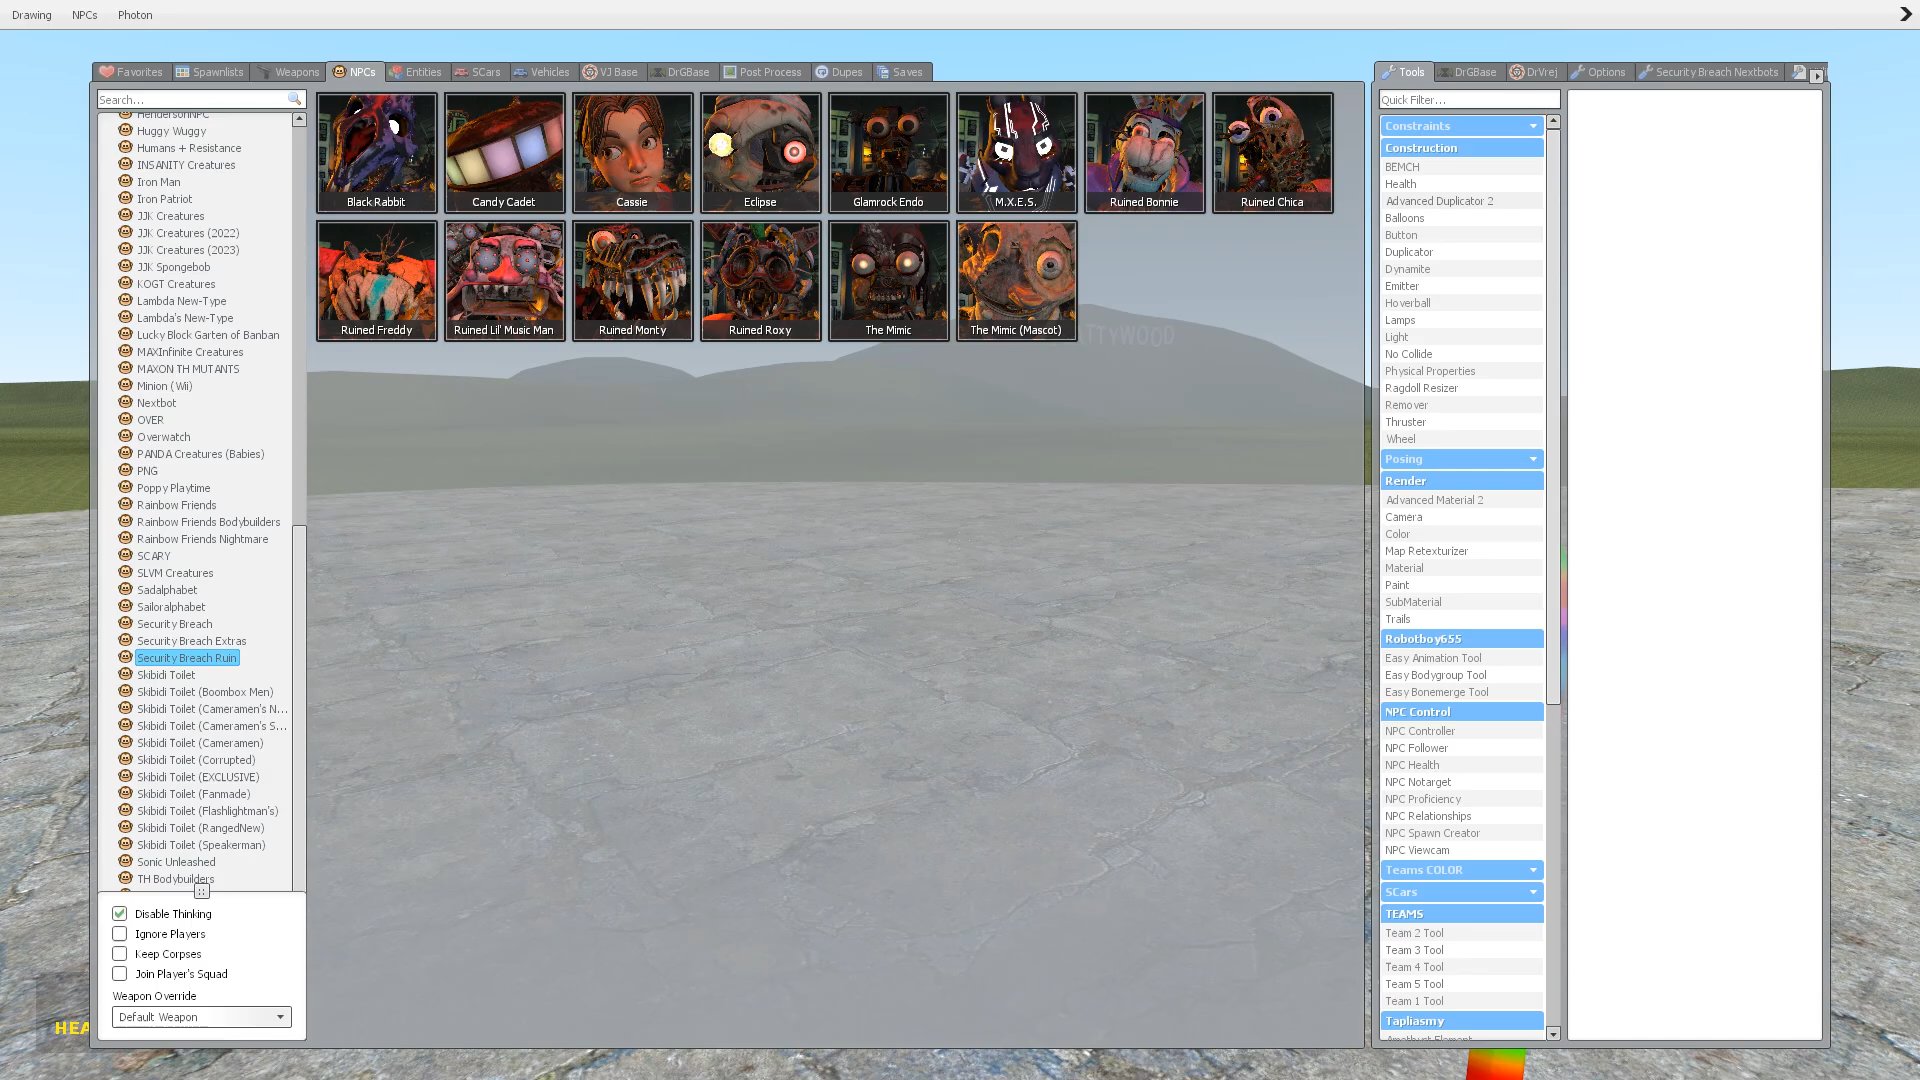 Drawing NPCs Photon
Favorites Spawnlists Weapons NPCs Entities SCars Vehicles VJ Base DrGBase Post Process Dupes Saves
Search...
HendersonNPC
Huggy Wuggy
Humans + Resistance
INSANITY Creatures
Iron Man
Iron Patriot
JJK Creatures
JJK Creatures (2022)
JJK Creatures (2023)
JJK Spongebob
KOGT Creatures
Lambda New-Type
Lambda's New-Type
Lucky Block Garten of Banban
MAXInfinite Creatures
MAXON TH MUTANTS
Minion (Wii)
Nextbot
OVER
Overwatch
PANDA Creatures (Babies)
PNG
Poppy Playtime
Rainbow Friends
Rainbow Friends Bodybuilders
Rainbow Friends Nightmare
SCARY
SLVM Creatures
Sadalphabet
Sailoralphabet
Security Breach
Security Breach Extras
Security Breach Ruin
Skibidi Toilet
Skibidi Toilet (Boombox Men)
Skibidi Toilet (Cameramen's N...
Skibidi Toilet (Cameramen's S...
Skibidi Toilet (Cameramen)
Skibidi Toilet (Corrupted)
Skibidi Toilet (EXCLUSIVE)
Skibidi Toilet (Fanmade)
Skibidi Toilet (Flashlightman's)
Skibidi Toilet (RangedNew)
Skibidi Toilet (Speakerman)
Sonic Unleashed
TH Bodybuilders
Disable Thinking
Ignore Players
Keep Corpses
Join Player's Squad
Weapon Override
Default Weapon
HEA
Black Rabbit
Candy Cadet
Cassie
Eclipse
Glamrock Endo
M.X.E.S.
Ruined Bonnie
Ruined Chica
Ruined Freddy
Ruined Lil' Music Man
Ruined Monty
Ruined Roxy
The Mimic
The Mimic (Mascot)
ATTYWOOD
Tools DrGBase DrVrej Options Security Breach Nextbots
Quick Filter...
Constraints
Construction
BEMCH
Health
Advanced Duplicator 2
Balloons
Button
Duplicator
Dynamite
Emitter
Hoverball
Lamps
Light
No Collide
Physical Properties
Ragdoll Resizer
Remover
Thruster
Wheel
Posing
Render
Advanced Material 2
Camera
Color
Map Retexturizer
Material
Paint
SubMaterial
Trails
Robotboy655
Easy Animation Tool
Easy Bodygroup Tool
Easy Bonemerge Tool
NPC Control
NPC Controller
NPC Follower
NPC Health
NPC Notarget
NPC Proficiency
NPC Relationships
NPC Spawn Creator
NPC Viewcam
Teams COLOR
SCars
TEAMS
Team 2 Tool
Team 3 Tool
Team 4 Tool
Team 5 Tool
Team 1 Tool
Tapliasmy
Amethyst Element